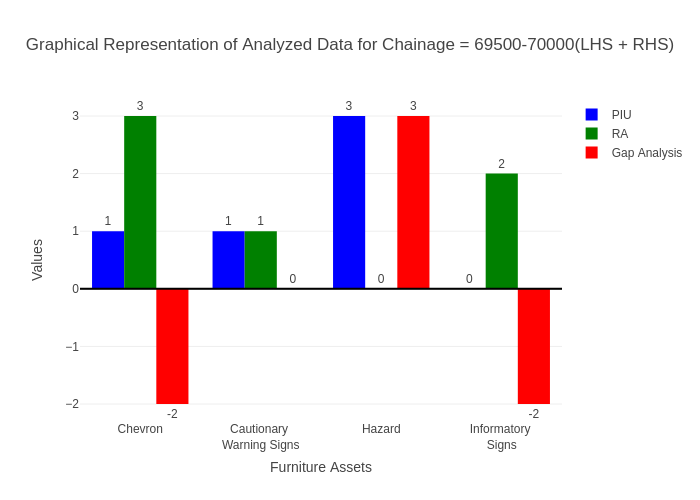 Graphical Representation of Analyzed Data for Chainage = 69500-70000(LHS + RHS)
PIU
RA
Gap Analysis
Values
3
2
1
0
−1
−2
1
3
-2
1
1
0
3
0
3
0
2
-2
Chevron
Cautionary
Warning Signs
Hazard
Informatory
Signs
Furniture Assets